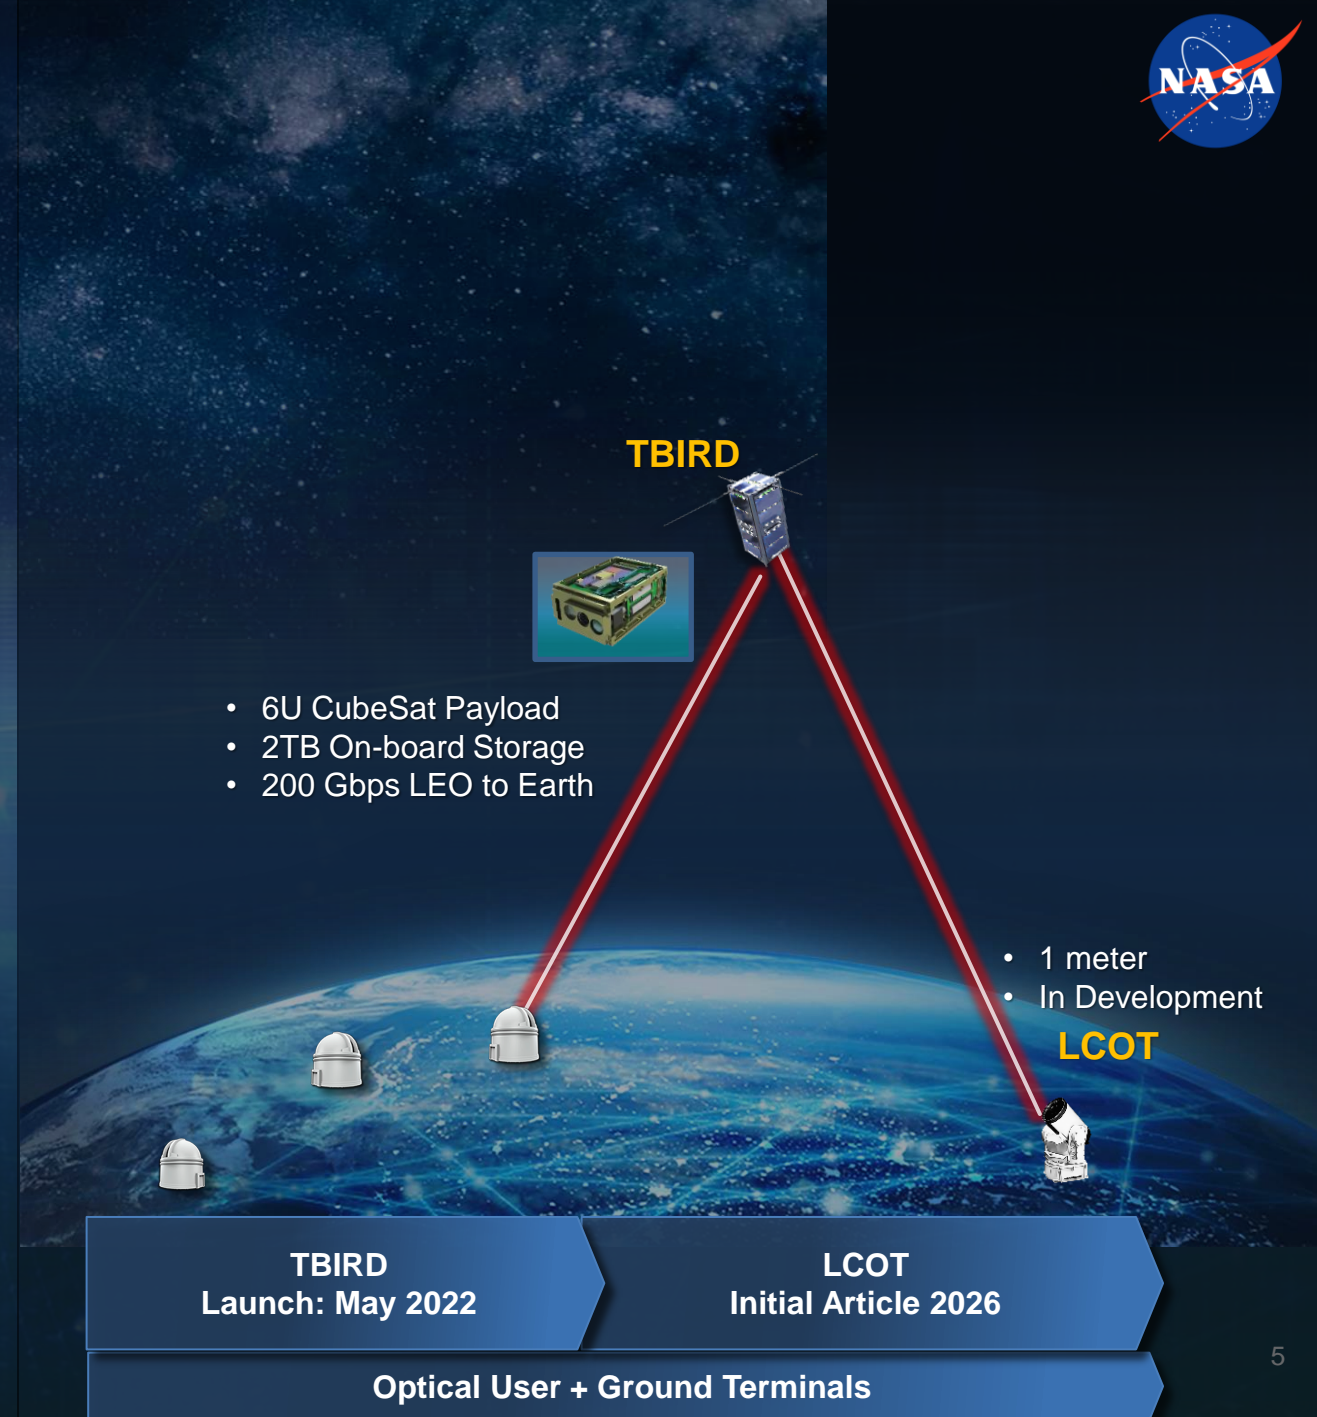 NASA
TBIRD
• 6U CubeSat Payload
• 2TB On-board Storage
• 200 Gbps LEO to Earth
• 1 meter
• In Development
LCOT
TBIRD
Launch: May 2022
LCOT
Initial Article 2026
5
Optical User + Ground Terminals